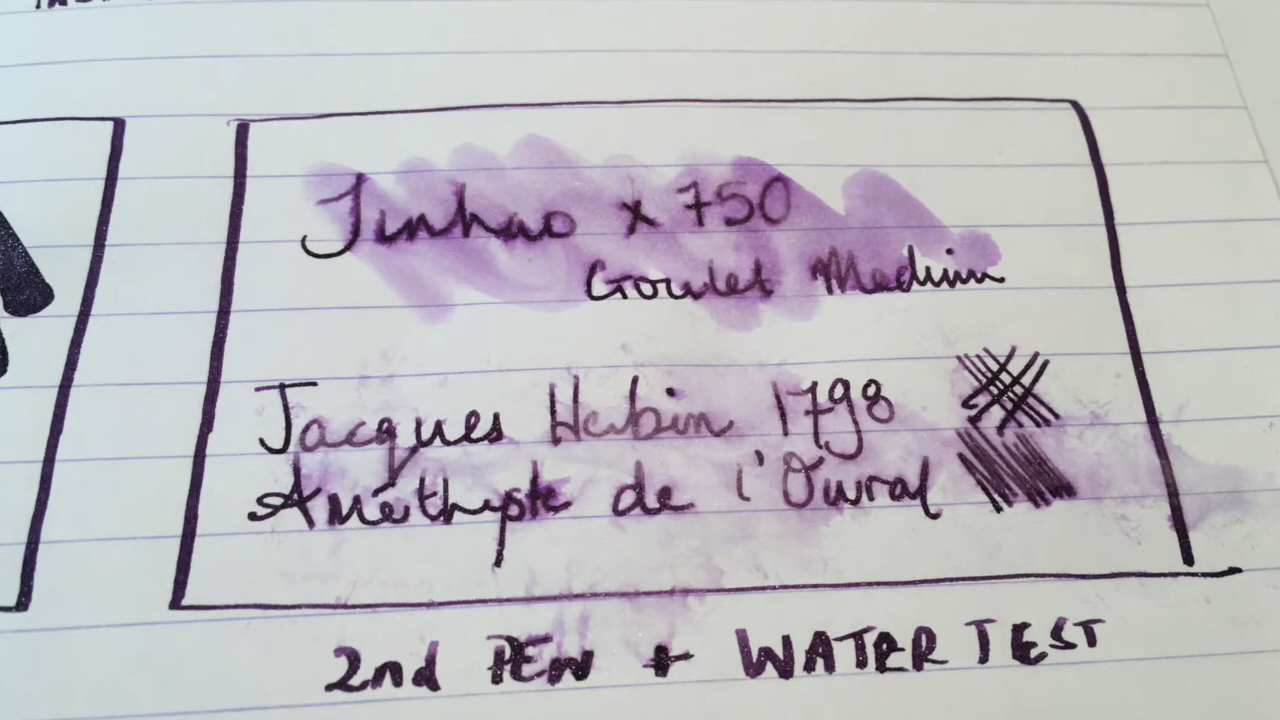 Jinhao x 750
Goulet Medium
Jacques Herbin 1798
Améthyste de l'Oural
2nd PEN + WATER TEST